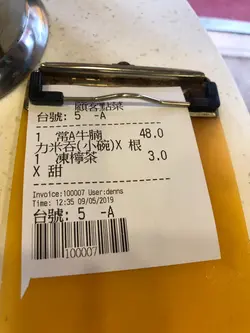 顧客點菜
台號: 5 -A
1 常A牛腩 48.0
力米吞(小碗)X 根
1 凍檸茶 3.0
X 甜
Invoice:100007 User:denns
Time: 12:35 09/05/2019
台號: 5 -A
100007